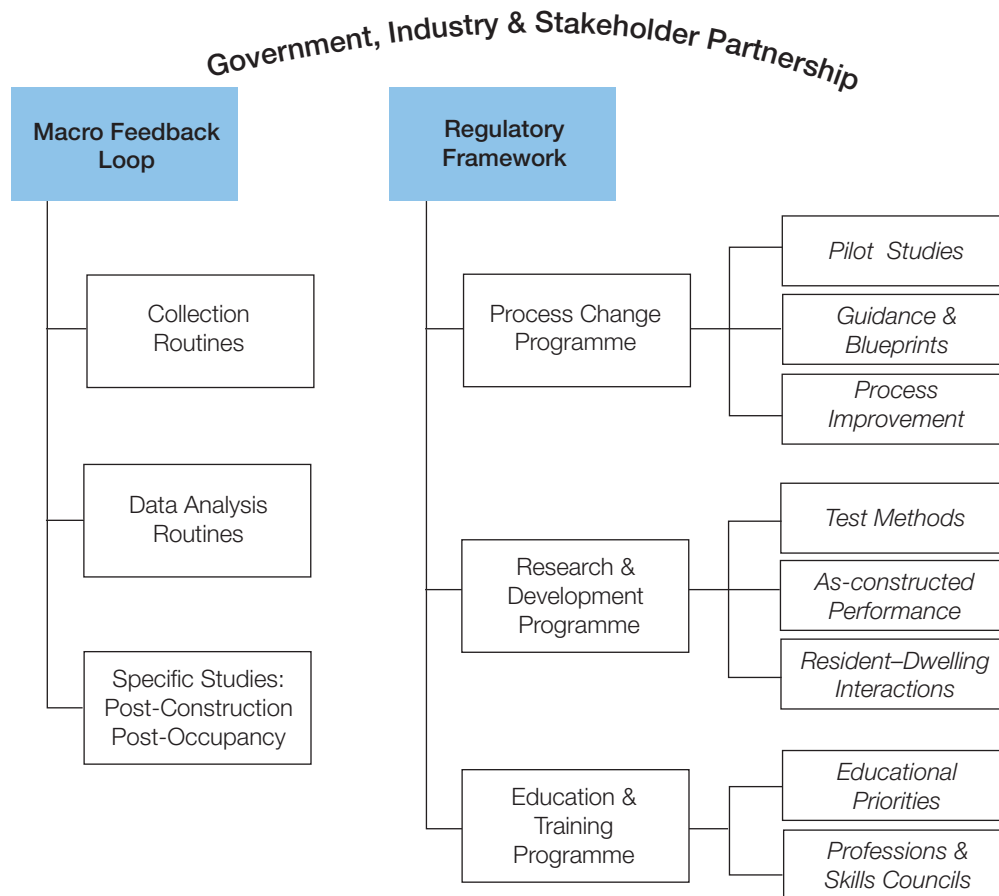 Government, Industry & Stakeholder Partnership
Macro Feedback
Loop
Collection
Routines
Data Analysis
Routines
Specific Studies:
Post-Construction
Post-Occupancy
Regulatory
Framework
Process Change
Programme
Pilot Studies
Guidance &
Blueprints
Process
Improvement
Research &
Development
Programme
Test Methods
As-constructed
Performance
Resident–Dwelling
Interactions
Education &
Training
Programme
Educational
Priorities
Professions &
Skills Councils